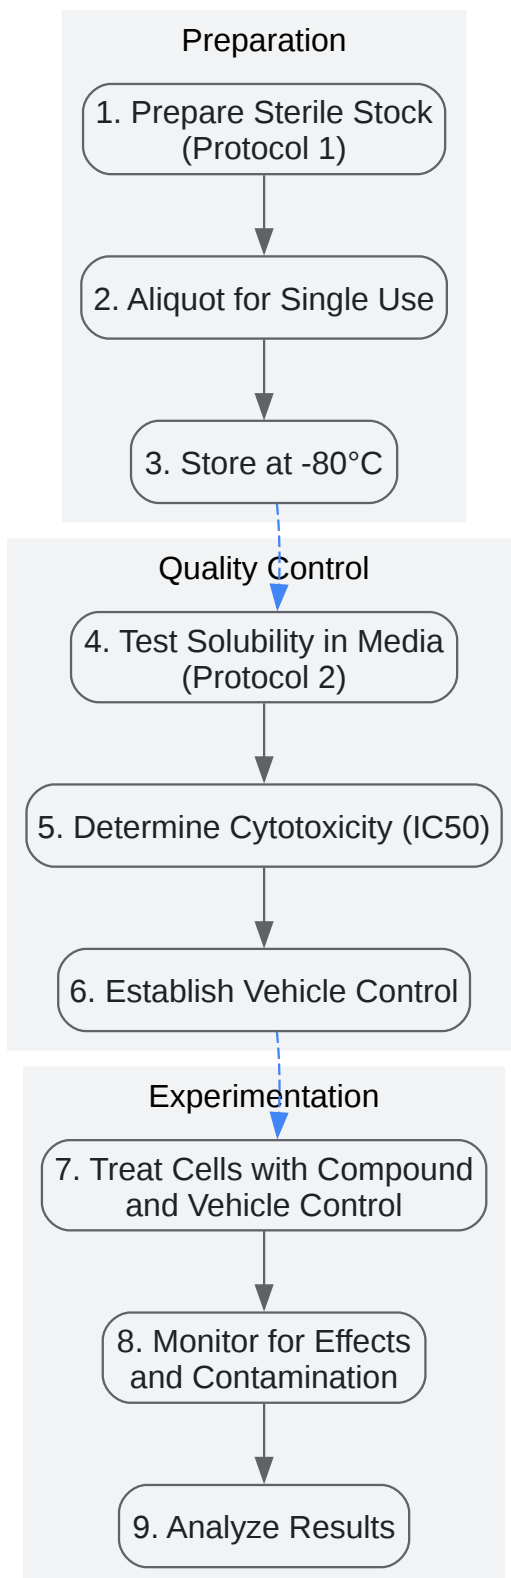 Preparation
1. Prepare Sterile Stock
(Protocol 1)
2. Aliquot for Single Use
3. Store at -80°C
Quality Control
4. Test Solubility in Media
(Protocol 2)
5. Determine Cytotoxicity (IC50)
6. Establish Vehicle Control
Experimentation
7. Treat Cells with Compound
and Vehicle Control
8. Monitor for Effects
and Contamination
9. Analyze Results